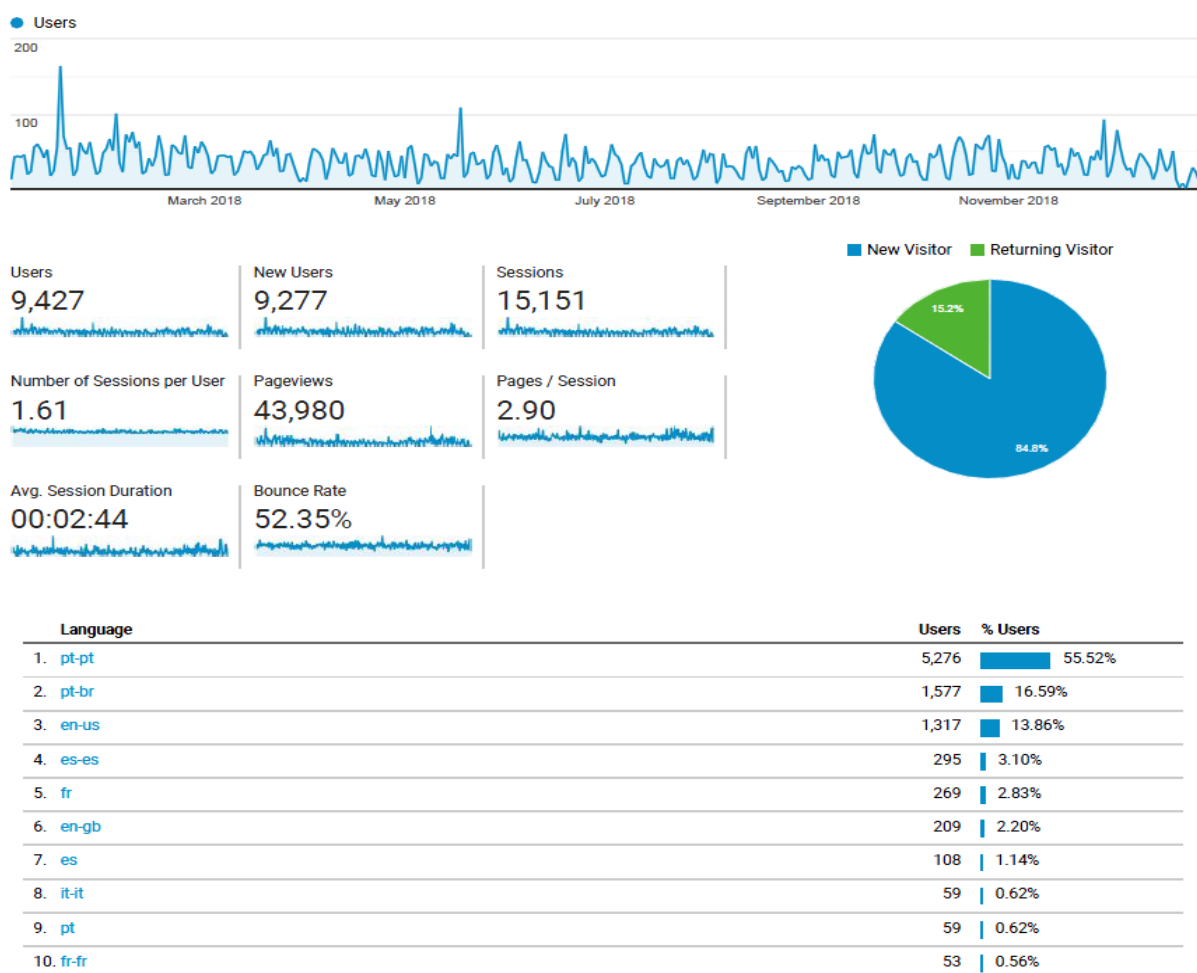 Users
200
100
March 2018 May 2018 July 2018 September 2018 November 2018
New Visitor Returning Visitor
Users New Users Sessions
9,427 9,277 15,151
15.2%
Number of Sessions per User Pageviews Pages / Session
1.61 43,980 2.90
84.8%
Avg. Session Duration Bounce Rate
00:02:44 52.35%
Language Users % Users
1. pt-pt 5,276 55.52%
2. pt-br 1,577 16.59%
3. en-us 1,317 13.86%
4. es-es 295 3.10%
5. fr 269 2.83%
6. en-gb 209 2.20%
7. es 108 1.14%
8. it-it 59 0.62%
9. pt 59 0.62%
10. fr-fr 53 0.56%